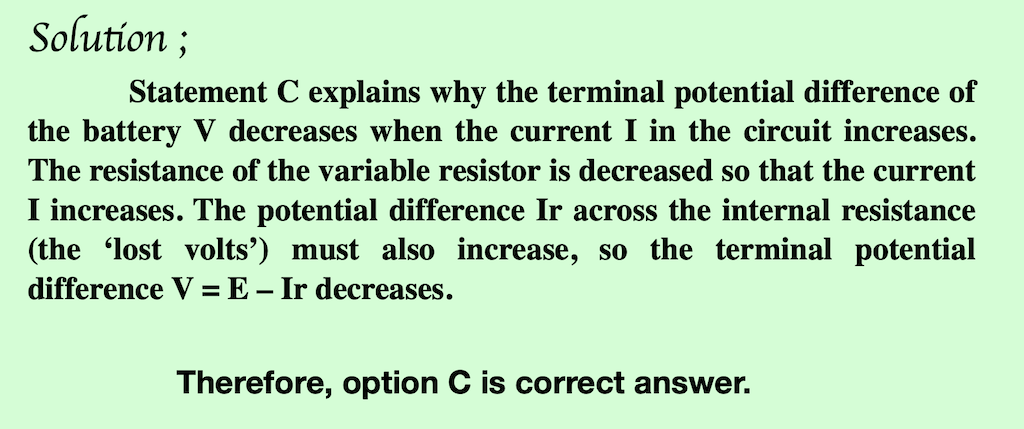 Solution ;
Statement C explains why the terminal potential difference of
the battery V decreases when the current I in the circuit increases.
The resistance of the variable resistor is decreased so that the current
I increases. The potential difference Ir across the internal resistance
(the ‘lost volts’) must also increase, so the terminal potential
difference V = E – Ir decreases.
Therefore, option C is correct answer.